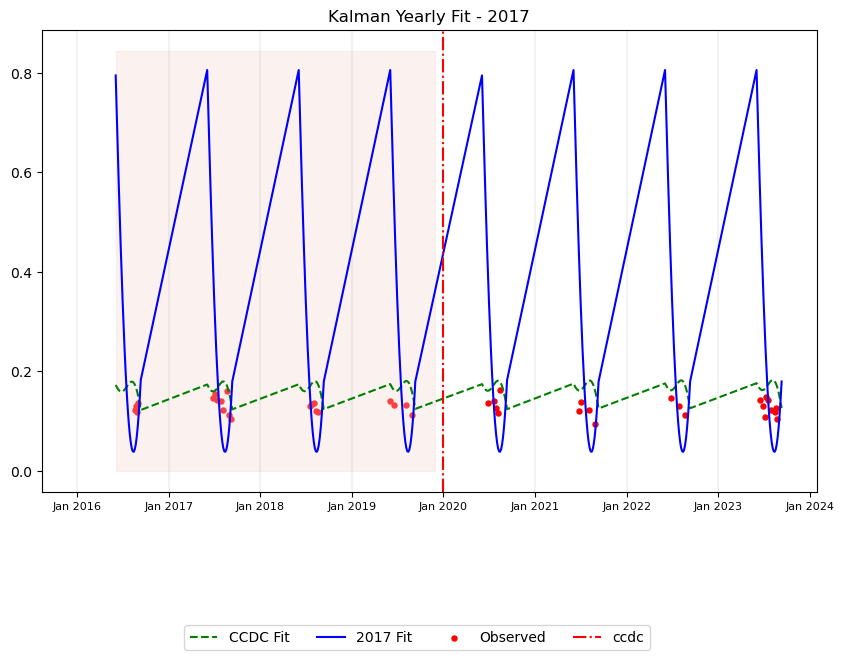 Kalman Yearly Fit - 2017
0.8
0.6
0.4
0.2
0.0
Jan 2016 Jan 2017 Jan 2018 Jan 2019 Jan 2020 Jan 2021 Jan 2022 Jan 2023 Jan 2024
CCDC Fit 2017 Fit Observed ccdc